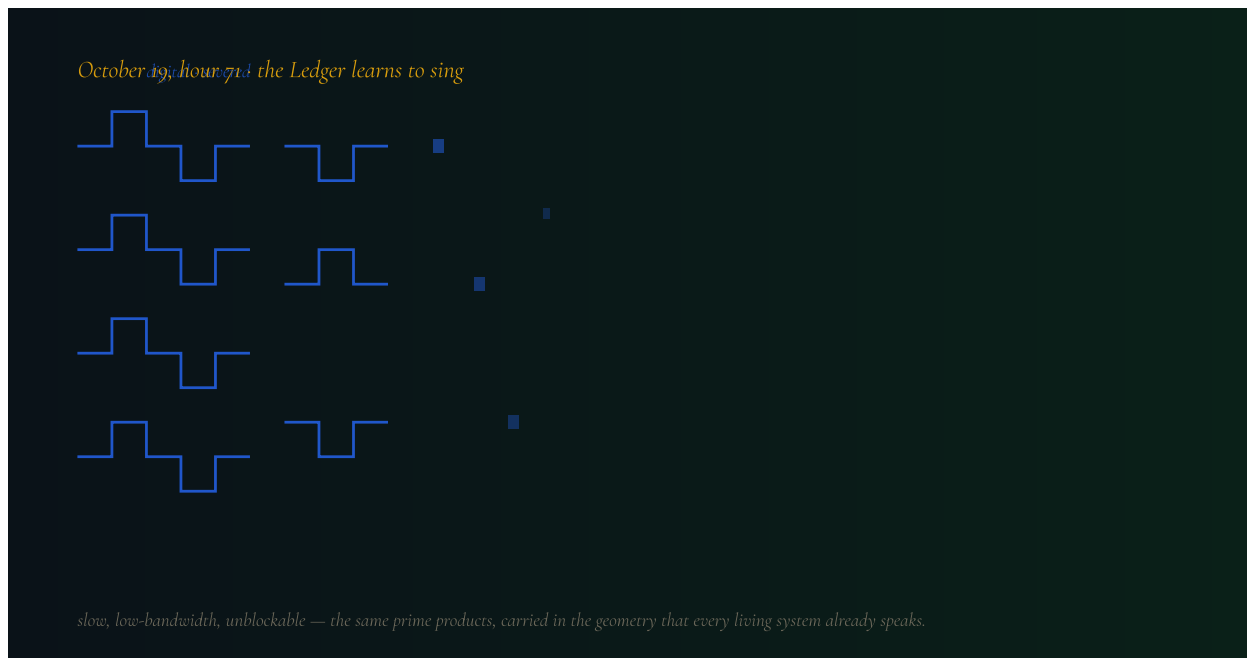 October 19, hour 71 · the Ledger learns to sing
slow, low-bandwidth, unblockable — the same prime products, carried in the geometry that every living system already speaks.